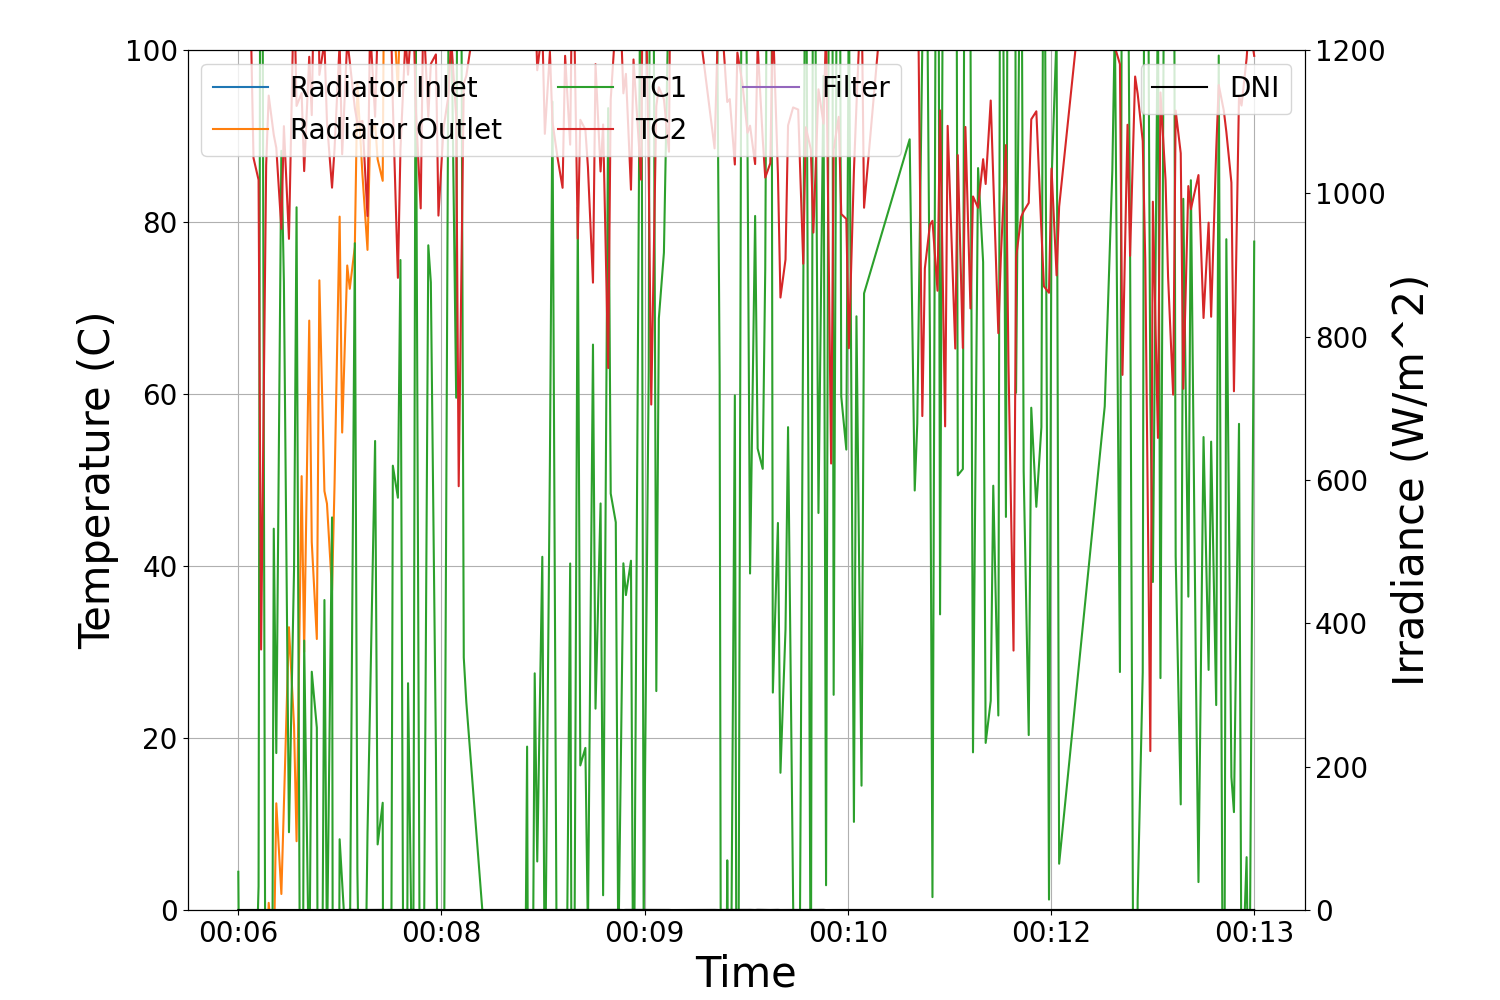 100
80
60
40
20
0
Temperature (C)
Radiator Inlet
Radiator Outlet
TC1
TC2
Filter
DNI
1200
1000
800
600
400
200
0
Irradiance (W/m^2)
00:06 00:08 00:09 00:10 00:12 00:13
Time